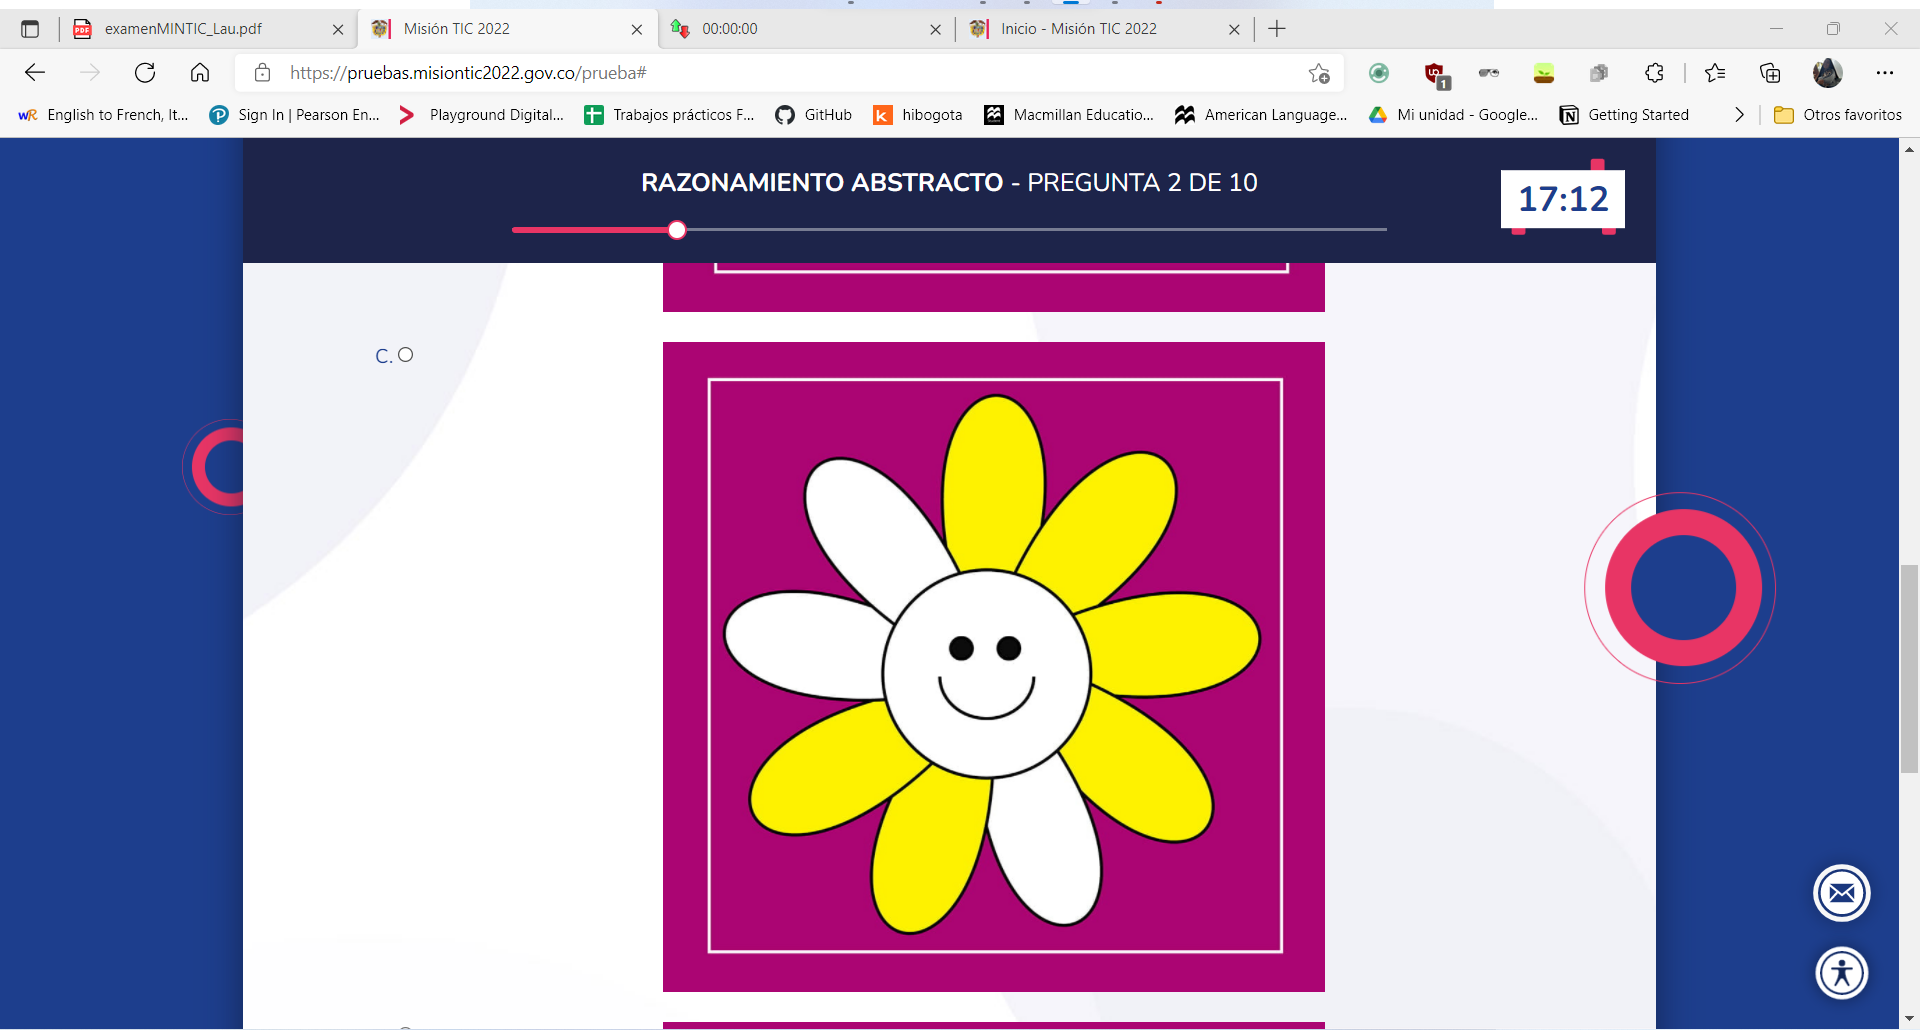 examenMINTIC_Lau.pdf
Misión TIC 2022
00:00:00
Inicio - Misión TIC 2022
https://pruebas.misiontic2022.gov.co/prueba#
1
English to French, It...
Sign In | Pearson En...
Playground Digital...
Trabajos prácticos F...
GitHub
hibogota
Macmillan Educatio...
American Language...
Mi unidad - Google...
Getting Started
Otros favoritos
RAZONAMIENTO ABSTRACTO - PREGUNTA 2 DE 10
17:12
C.